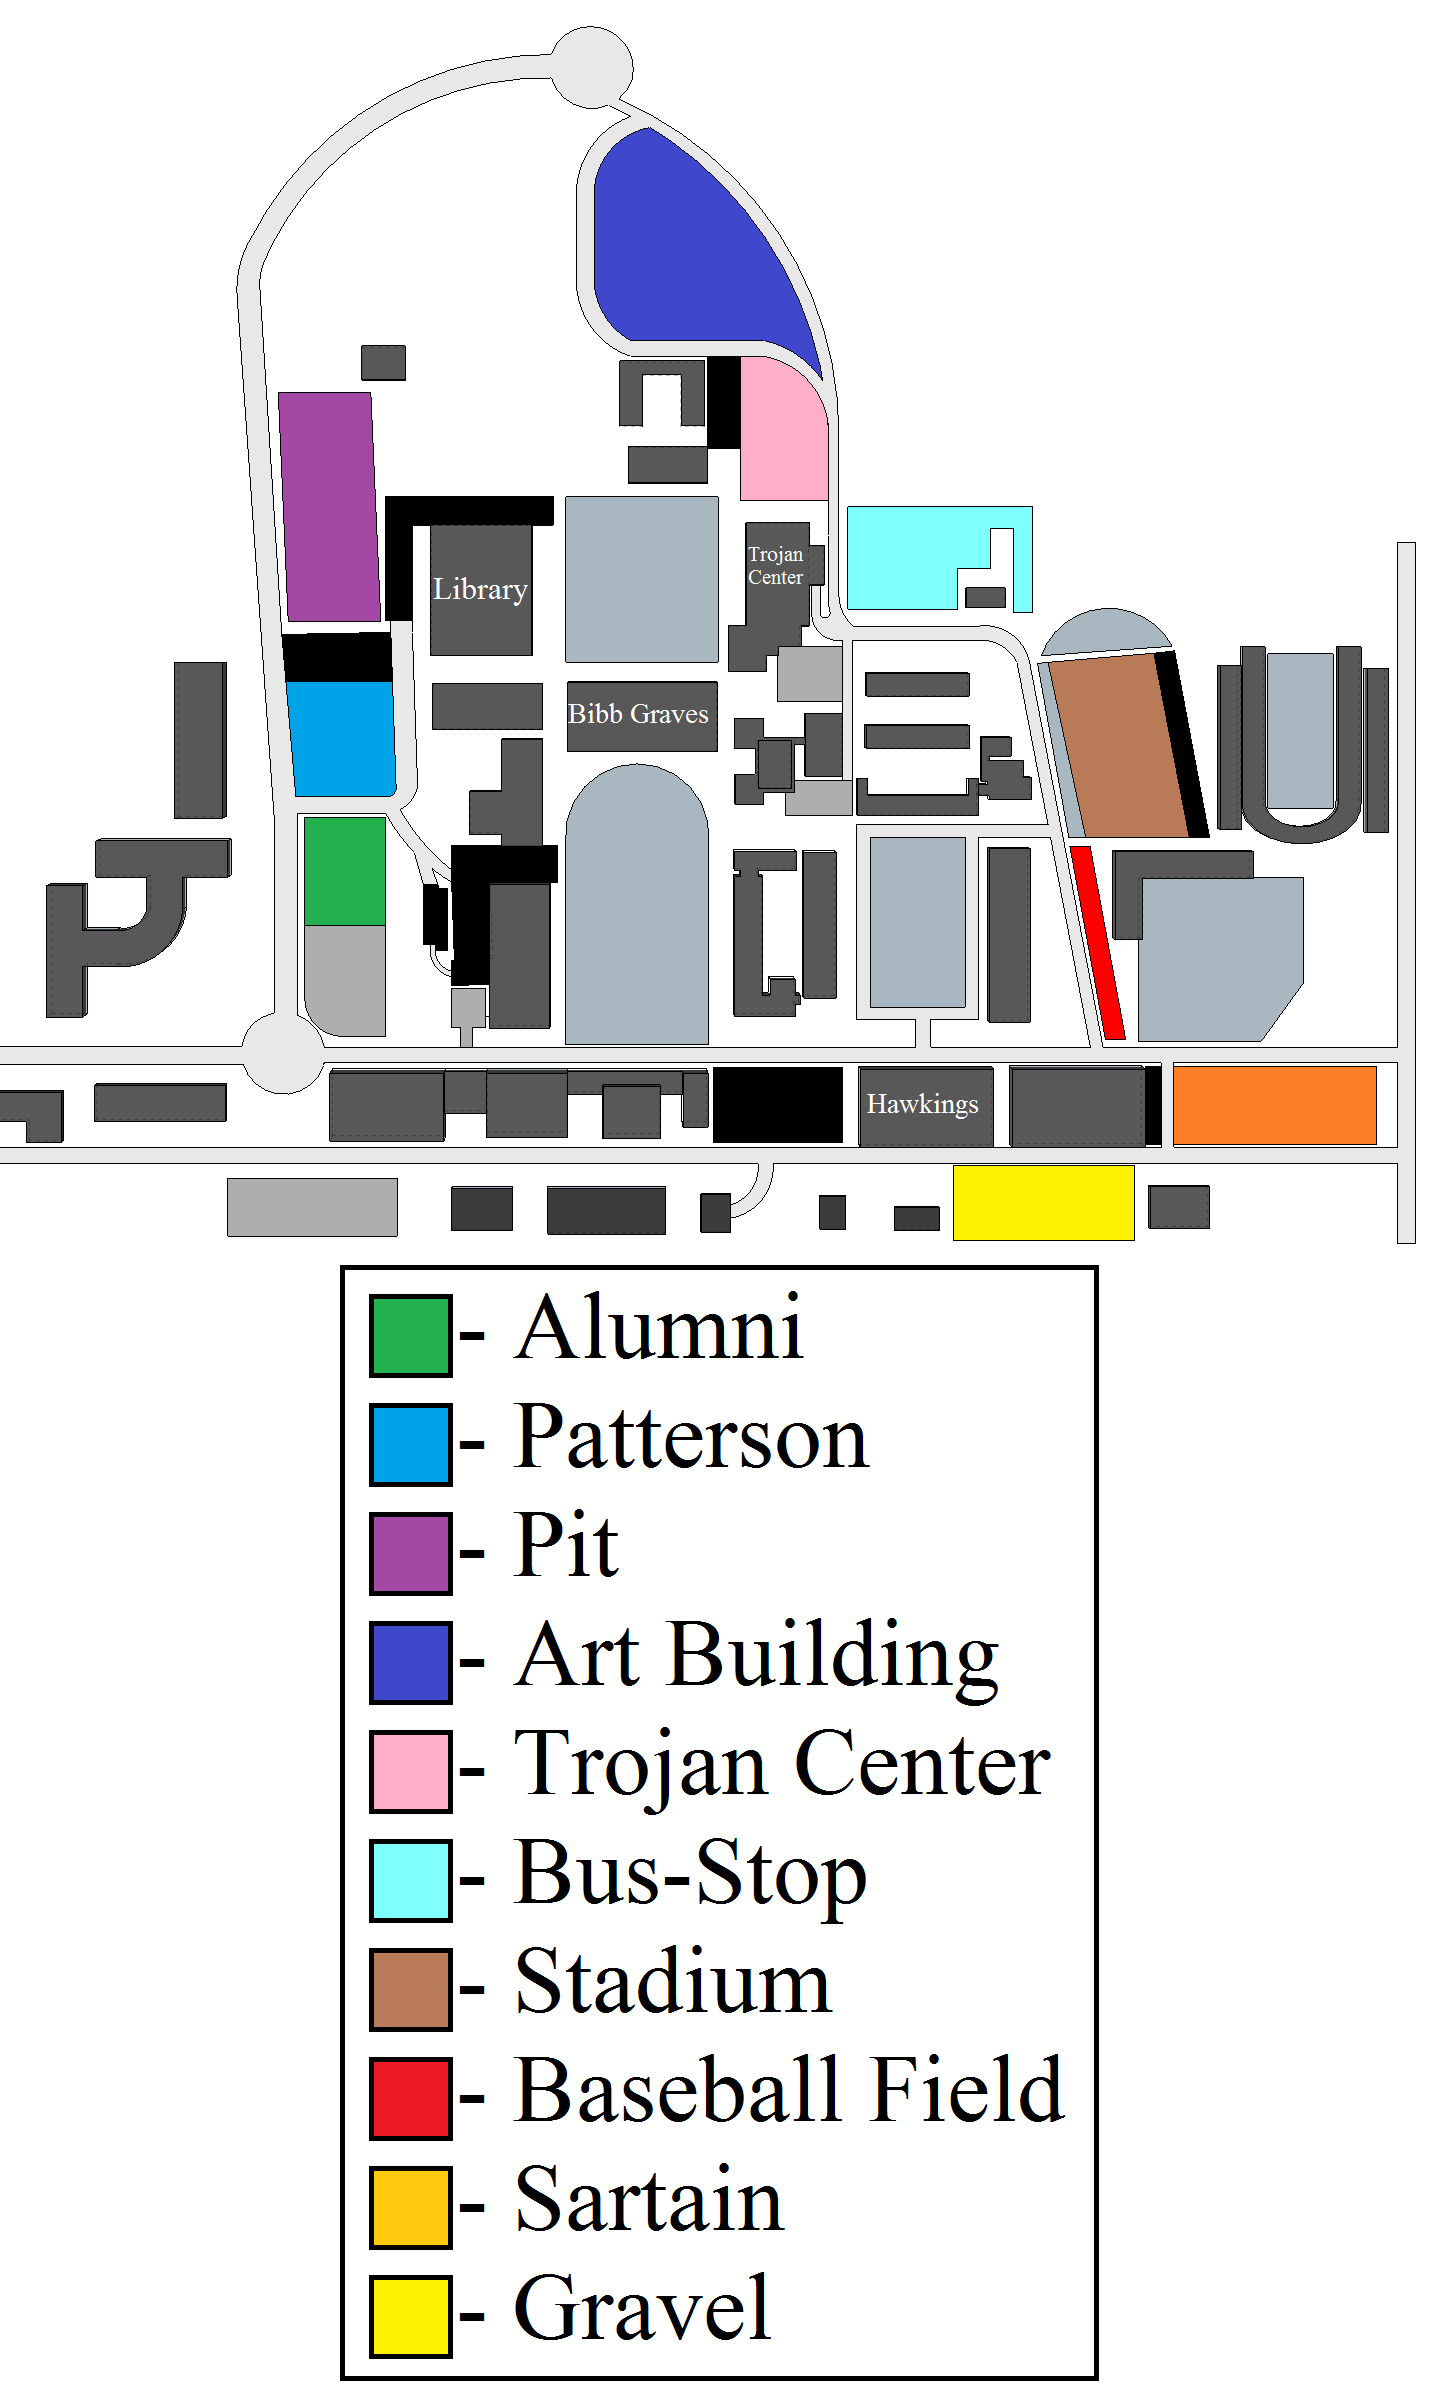 Trojan
Center
Library
Bibb Graves
Hawkings
- Alumni
- Patterson
- Pit
- Art Building
- Trojan Center
- Bus-Stop
- Stadium
- Baseball Field
- Sartain
- Gravel